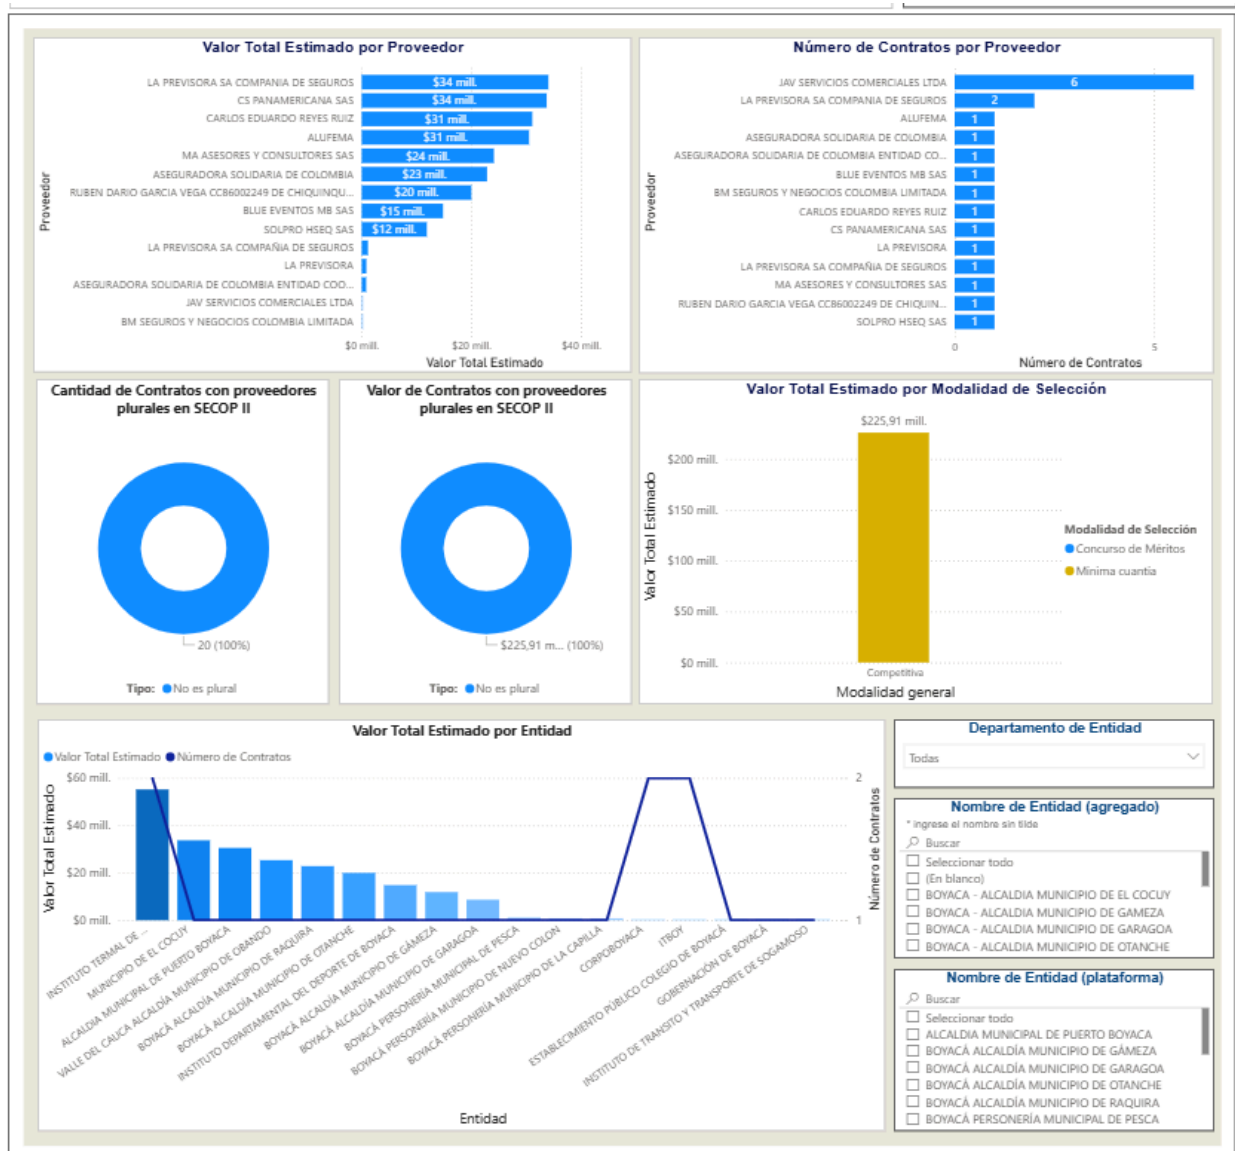 Valor Total Estimado por Proveedor
Proveedor
LA PREVISORA SA COMPANIA DE SEGUROS $34 mill.
CS PANAMERICANA SAS $34 mill.
CARLOS EDUARDO REYES RUIZ $31 mill.
ALUFEMA $31 mill.
MA ASESORES Y CONSULTORES SAS $24 mill.
ASEGURADORA SOLIDARIA DE COLOMBIA $23 mill.
RUBEN DARIO GARCIA VEGA CC86002249 DE CHIQUINQU... $20 mill.
BLUE EVENTOS MB SAS $15 mill.
SOLPRO HSEQ SAS $12 mill.
LA PREVISORA SA COMPAÑIA DE SEGUROS
LA PREVISORA
ASEGURADORA SOLIDARIA DE COLOMBIA ENTIDAD COO...
JAV SERVICIOS COMERCIALES LTDA
BM SEGUROS Y NEGOCIOS COLOMBIA LIMITADA
$0 mill. $20 mill. $40 mill.
Valor Total Estimado
Número de Contratos por Proveedor
Proveedor
JAV SERVICIOS COMERCIALES LTDA 6
LA PREVISORA SA COMPANIA DE SEGUROS 2
ALUFEMA 1
ASEGURADORA SOLIDARIA DE COLOMBIA 1
ASEGURADORA SOLIDARIA DE COLOMBIA ENTIDAD CO... 1
BLUE EVENTOS MB SAS 1
BM SEGUROS Y NEGOCIOS COLOMBIA LIMITADA 1
CARLOS EDUARDO REYES RUIZ 1
CS PANAMERICANA SAS 1
LA PREVISORA 1
LA PREVISORA SA COMPAÑIA DE SEGUROS 1
MA ASESORES Y CONSULTORES SAS 1
RUBEN DARIO GARCIA VEGA CC86002249 DE CHIQUIN... 1
SOLPRO HSEQ SAS 1
0 5
Número de Contratos
Cantidad de Contratos con proveedores
plurales en SECOP II
20 (100%)
Tipo: No es plural
Valor de Contratos con proveedores
plurales en SECOP II
$225,91 m... (100%)
Tipo: No es plural
Valor Total Estimado por Modalidad de Selección
Valor Total Estimado
$225,91 mill.
$200 mill.
$150 mill.
$100 mill.
$50 mill.
$0 mill.
Competitiva
Modalidad general
Modalidad de Selección
Concurso de Méritos
Mínima cuantía
Valor Total Estimado por Entidad
Valor Total Estimado Número de Contratos
Valor Total Estimado
$60 mill.
$40 mill.
$20 mill.
$0 mill.
2
1
Número de Contratos
INSTITUTO TERMAL DE ...
MUNICIPIO DE EL COCUY
ALCALDIA MUNICIPAL DE PUERTO BOYACA
VALLE DEL CAUCA ALCALDÍA MUNICIPIO DE OBANDO
BOYACÁ ALCALDÍA MUNICIPIO DE RAQUIRA
BOYACÁ ALCALDÍA MUNICIPIO DE OTANCHE
INSTITUTO DEPARTAMENTAL DEL DEPORTE DE BOYACÁ
BOYACÁ ALCALDÍA MUNICIPIO DE GÁMEZA
BOYACÁ ALCALDÍA MUNICIPIO DE GARAGOA
BOYACÁ PERSONERÍA MUNICIPAL DE PESCA
BOYACÁ PERSONERÍA MUNICIPIO DE NUEVO COLON
BOYACÁ PERSONERÍA MUNICIPIO DE LA CAPILLA
CORPOBOYACA
ITBOY
ESTABLECIMIENTO PÚBLICO COLEGIO DE BOYACÁ
GOBERNACIÓN DE BOYACÁ
INSTITUTO DE TRANSITO Y TRANSPORTE DE SOGAMOSO
Entidad
Departamento de Entidad
Todas
Nombre de Entidad (agregado)
* Ingrese el nombre sin tilde
Buscar
Seleccionar todo
(En blanco)
BOYACA - ALCALDIA MUNICIPIO DE EL COCUY
BOYACA - ALCALDIA MUNICIPIO DE GAMEZA
BOYACA - ALCALDIA MUNICIPIO DE GARAGOA
BOYACA - ALCALDIA MUNICIPIO DE OTANCHE
Nombre de Entidad (plataforma)
Buscar
Seleccionar todo
ALCALDIA MUNICIPAL DE PUERTO BOYACA
BOYACÁ ALCALDÍA MUNICIPIO DE GÁMEZA
BOYACÁ ALCALDÍA MUNICIPIO DE GARAGOA
BOYACÁ ALCALDÍA MUNICIPIO DE OTANCHE
BOYACÁ ALCALDÍA MUNICIPIO DE RAQUIRA
BOYACÁ PERSONERÍA MUNICIPAL DE PESCA